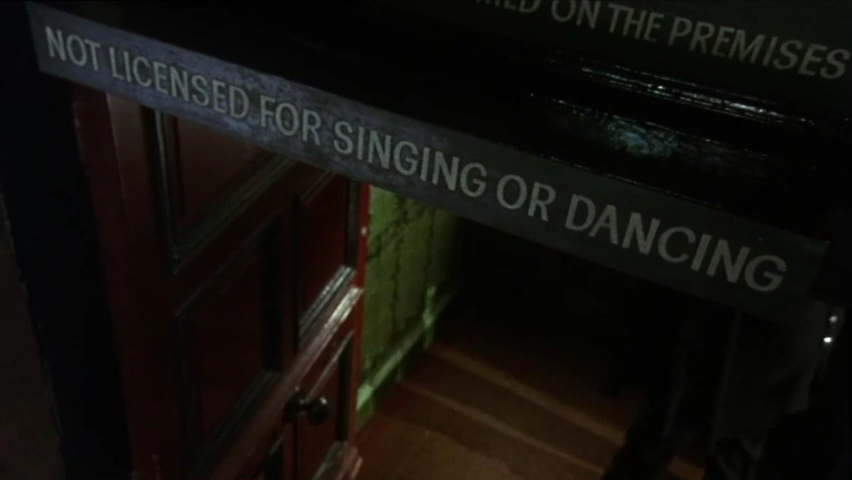 ON THE PREMISES
NOT LICENSED FOR SINGING OR DANCING